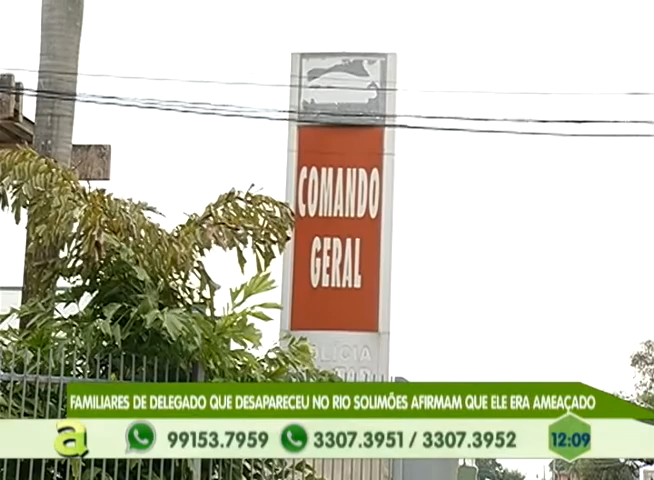 COMANDO
GERAL
POLÍCIA
FAMILIARES DE DELEGADO QUE DESAPARECEU NO RIO SOLIMÕES AFIRMAM QUE ELE ERA AMEAÇADO
a 99153.7959 3307.3951 / 3307.3952 12:09